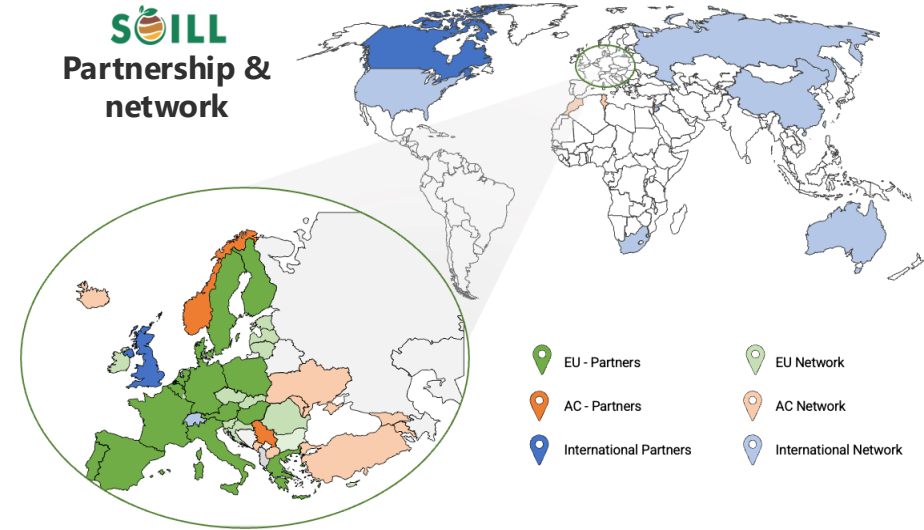 SOILL
Partnership &
network
EU - Partners
EU Network
AC - Partners
AC Network
International Partners
International Network